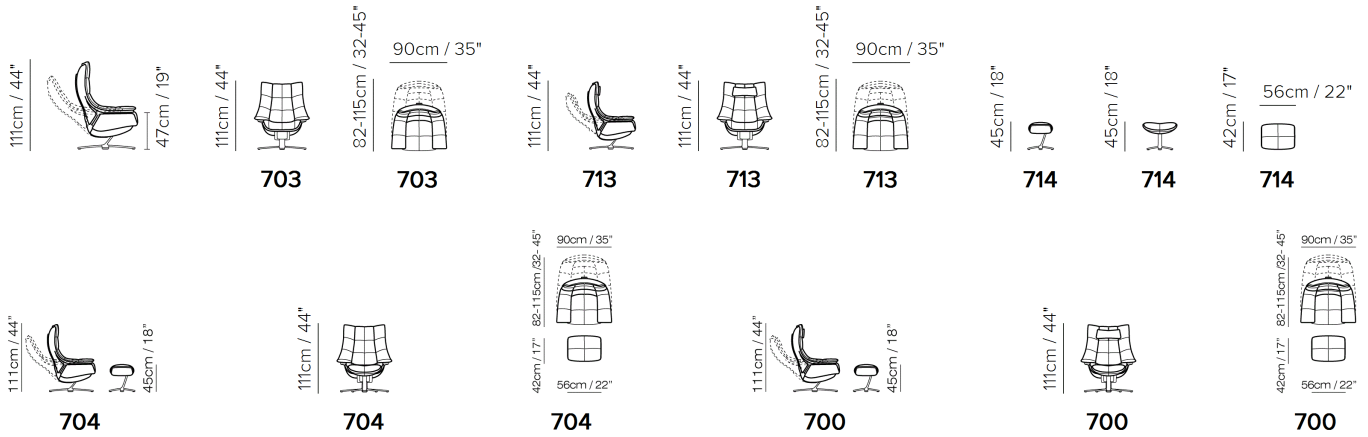 111cm / 44"
47cm / 19"
111cm / 44"
82-115cm / 32-45"
90cm / 35"
111cm / 44"
111cm / 44"
82-115cm / 32-45"
90cm / 35"
45cm / 18"
45cm / 18"
42cm / 17"
56cm / 22"
703
703
713
713
713
714
714
714
111cm / 44"
45cm / 18"
111cm / 44"
82-115cm /32- 45"
90cm / 35"
42cm / 17"
56cm / 22"
111cm / 44"
45cm / 18"
111cm / 44"
82-115cm /32- 45"
90cm / 35"
42cm / 17"
56cm / 22"
704
704
704
700
700
700